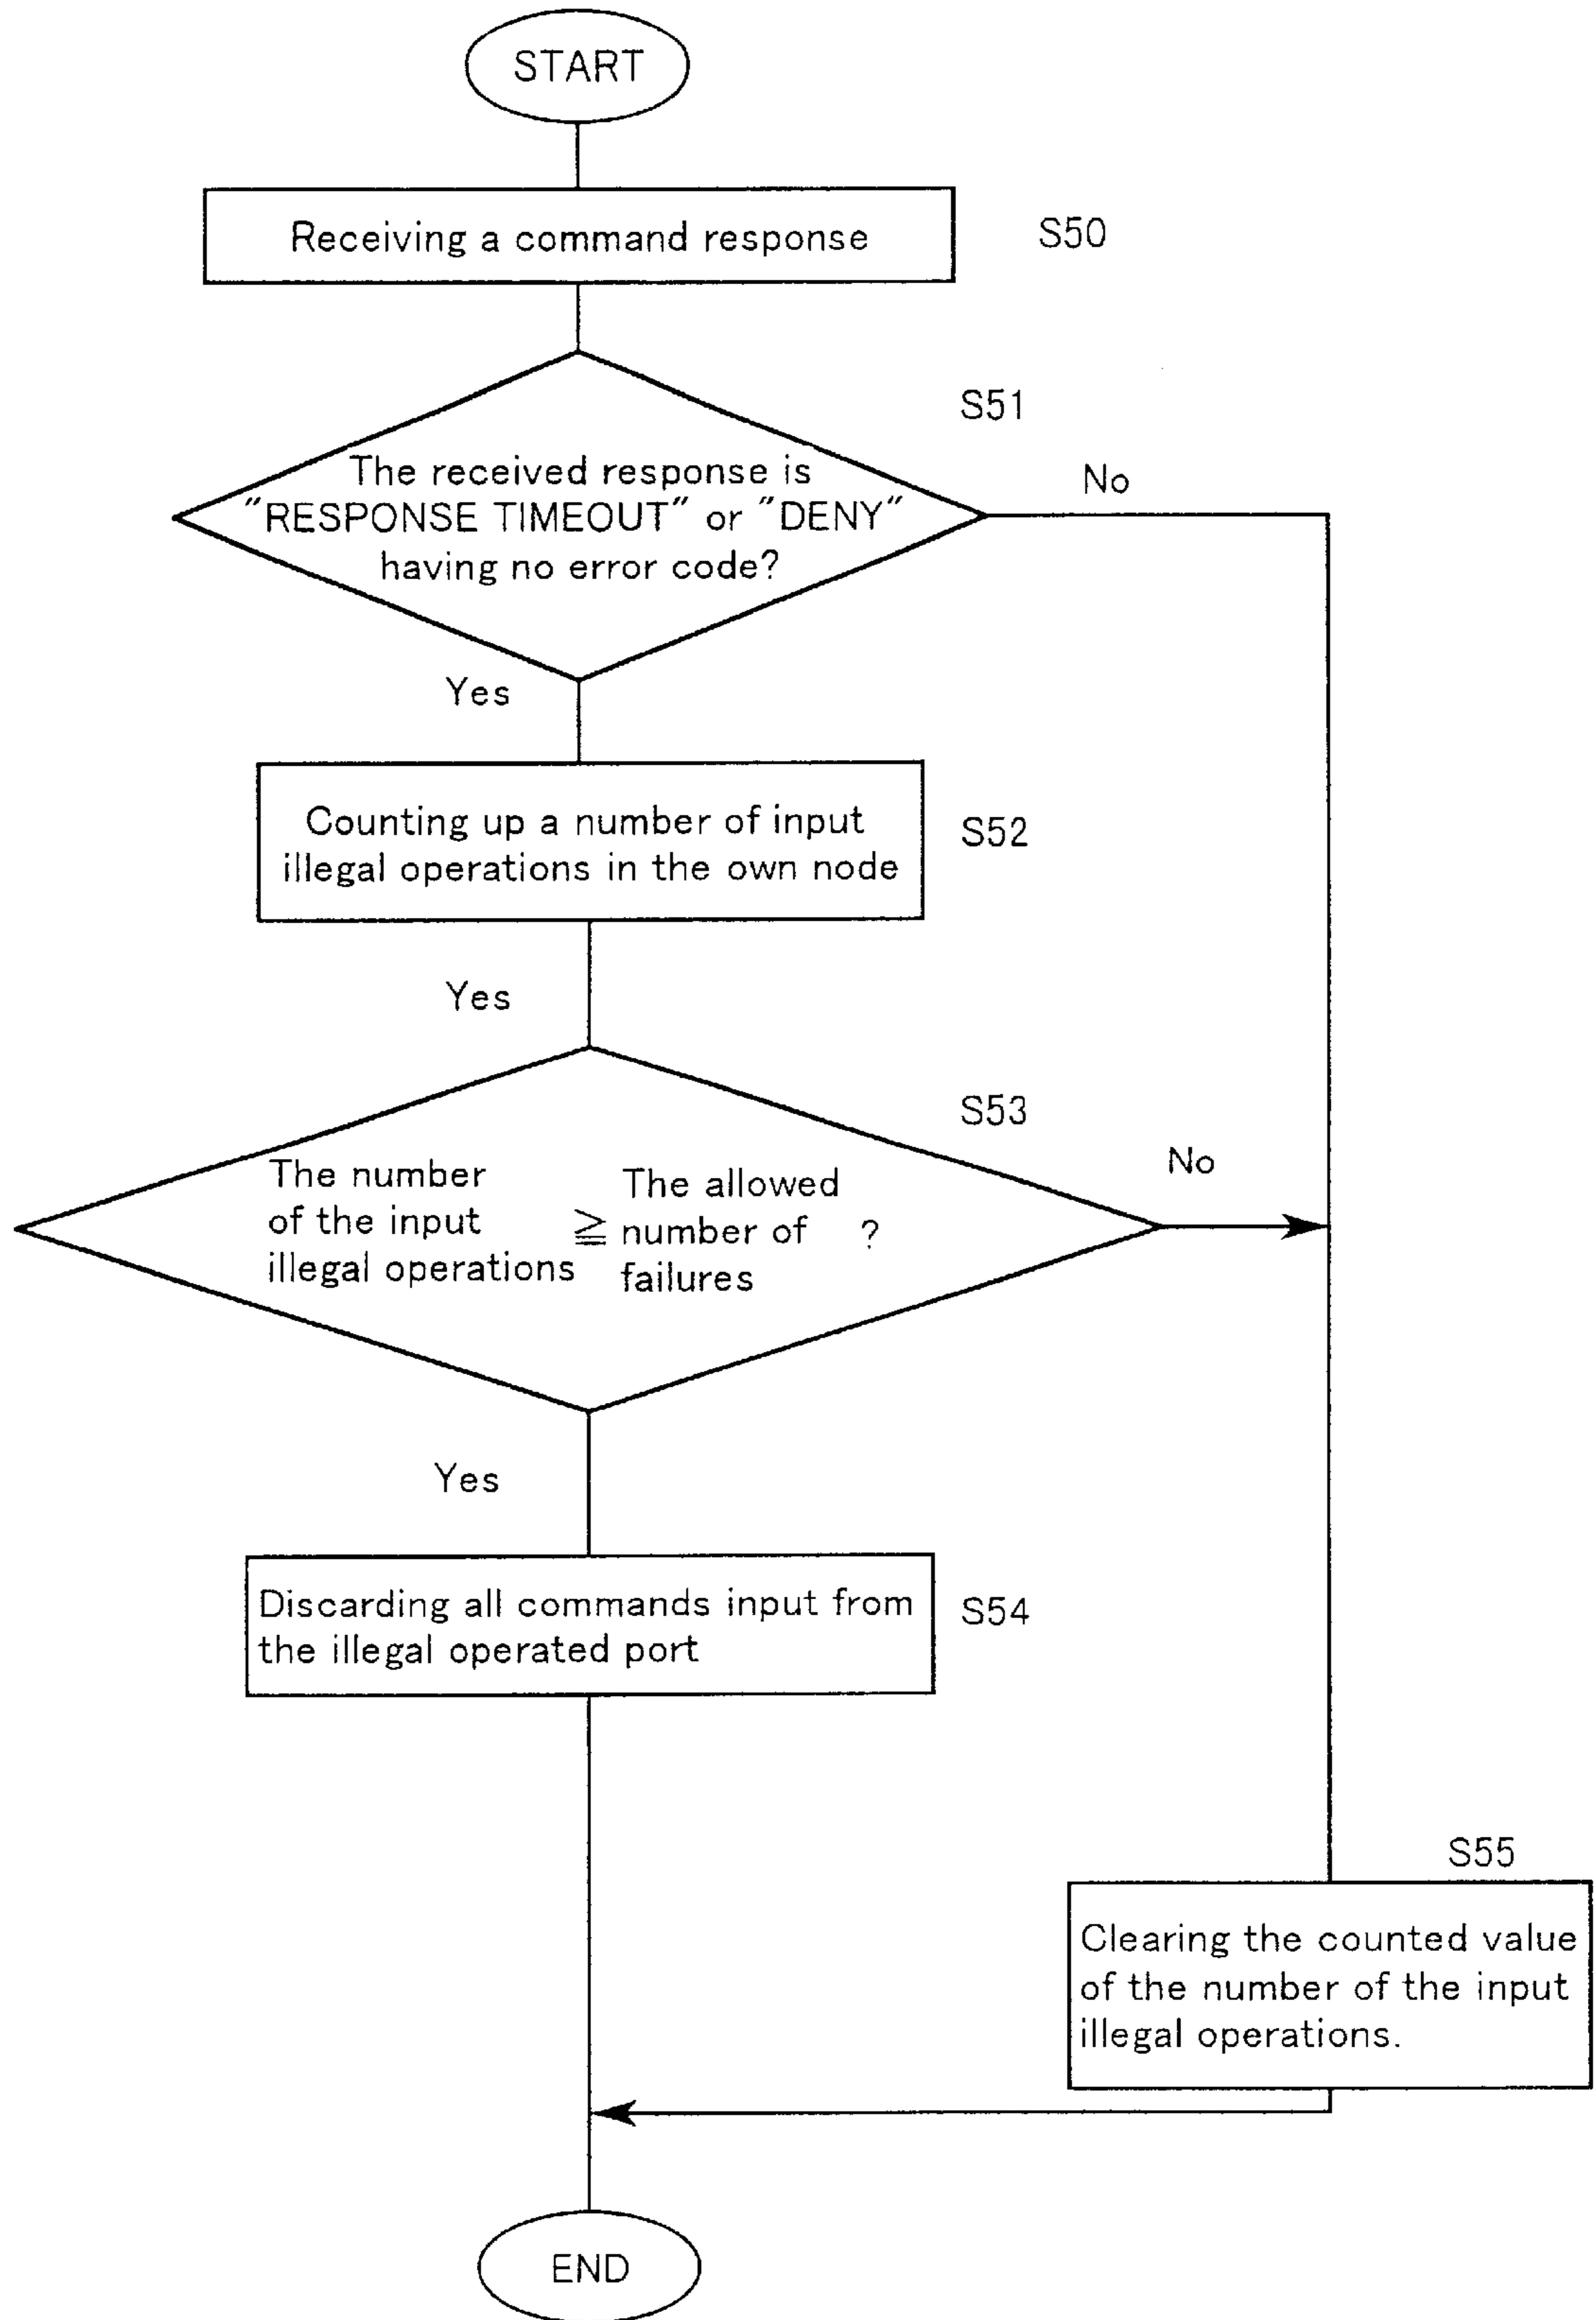 START
Receiving a command response
S50
S51
The received response is
"RESPONSE TIMEOUT" or "DENY"
having no error code?
No
Yes
Counting up a number of input
illegal operations in the own node
S52
Yes
S53
The number
of the input
illegal operations
≧
The allowed
number of
failures
?
No
Yes
Discarding all commands input from
the illegal operated port
S54
S55
Clearing the counted value
of the number of the input
illegal operations.
END